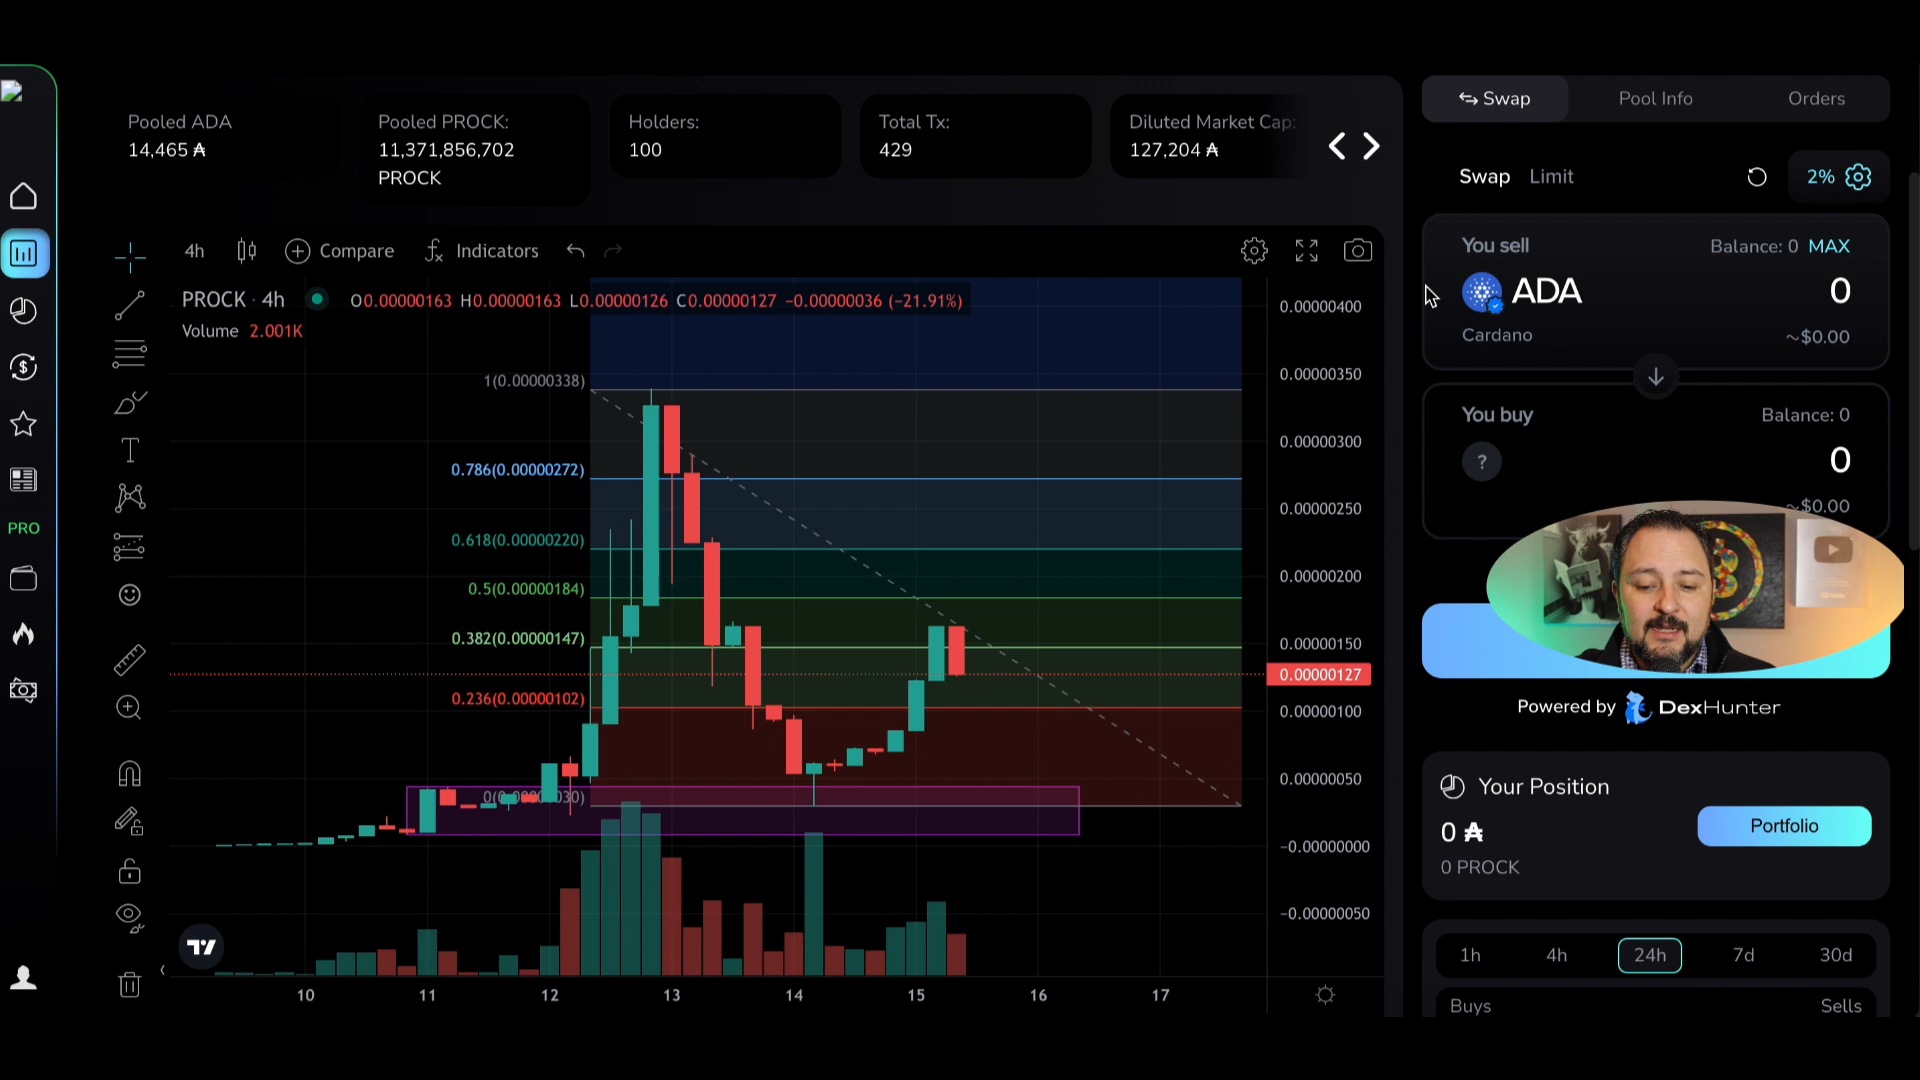 Pooled ADA
14,465 ₳
Pooled PROCK:
11,371,856,702
PROCK
Holders:
100
Total Tx:
429
Diluted Market Cap:
127,204 ₳
4h
Compare
Indicators
PROCK · 4h
O0.00000163 H0.00000163 L0.00000126 C0.00000127 −0.00000036 (−21.91%)
Volume 2.001K
1(0.00000338)
0.786(0.00000272)
0.618(0.00000220)
0.5(0.00000184)
0.382(0.00000147)
0.236(0.00000102)
0.00000400
0.00000350
0.00000300
0.00000250
0.00000200
0.00000150
0.00000127
0.00000100
0.00000050
−0.00000000
−0.00000050
10 11 12 13 14 15 16 17
PRO
Swap
Pool Info
Orders
Swap Limit
2%
You sell
Balance: 0 MAX
ADA
0
Cardano
~$0.00
You buy
Balance: 0
?
0
~$0.00
Powered by DexHunter
Your Position
0 ₳
0 PROCK
Portfolio
1h 4h 24h 7d 30d
Buys
Sells